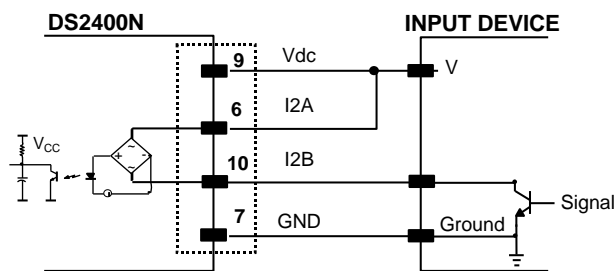 DS2400N INPUT DEVICE
9 Vdc V
6 I2A
VCC
10 I2B
Signal
7 GND Ground